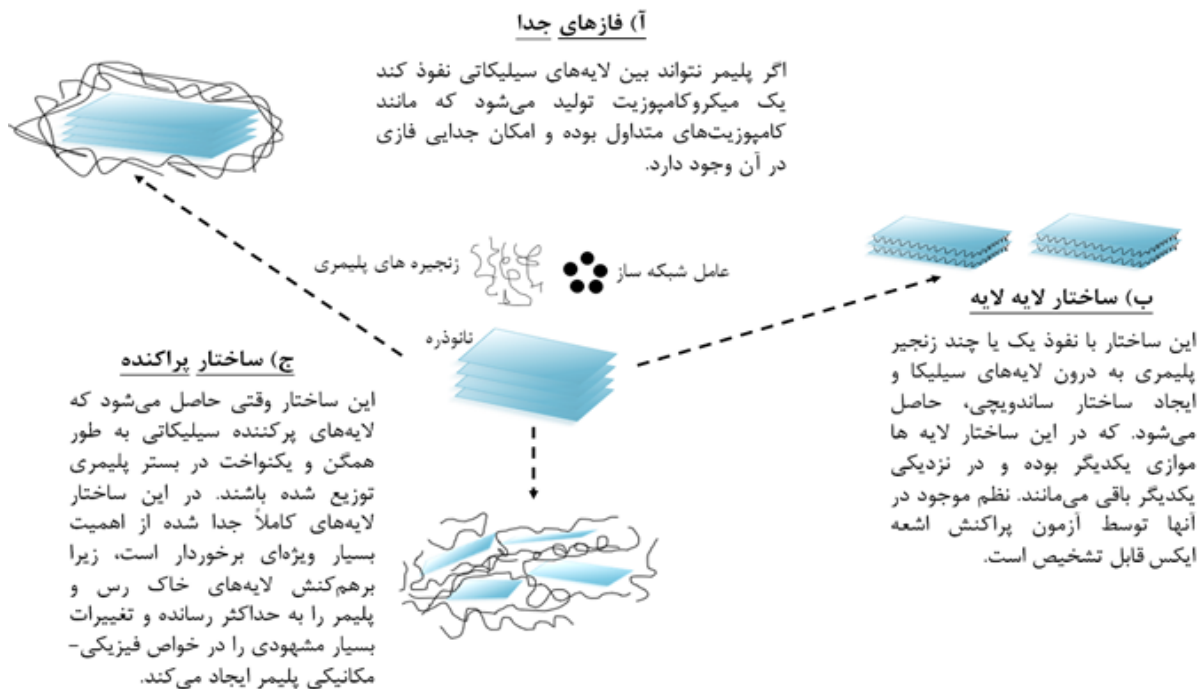 آ) فازهای جدا
اگر پلیمر نتواند بین لایه‌های سیلیکاتی نفوذ کند
یک میکروکامپوزیت تولید می‌شود که مانند
کامپوزیت‌های متداول بوده و امکان جدایی فازی
در آن وجود دارد.
زنجیره های پلیمری
عامل شبکه ساز
نانوذره
ب) ساختار لایه لایه
این ساختار با نفوذ یک یا چند زنجیر
پلیمری به درون لایه‌های سیلیکا و
ایجاد ساختار ساندویچی، حاصل
می‌شود. که در این ساختار لایه ها
موازی یکدیگر بوده و در نزدیکی
یکدیگر باقی می‌مانند. نظم موجود در
آنها توسط آزمون پراکنش اشعه
ایکس قابل تشخیص است.
ج) ساختار پراکنده
این ساختار وقتی حاصل می‌شود که
لایه‌های پرکننده سیلیکاتی به طور
همگن و یکنواخت در بستر پلیمری
توزیع شده باشند. در این ساختار
لایه‌های کاملاً جدا شده از اهمیت
بسیار ویژه‌ای برخوردار است، زیرا
برهم‌کنش لایه‌های خاک رس و
پلیمر را به حداکثر رسانده و تغییرات
بسیار مشهودی را در خواص فیزیکی-
مکانیکی پلیمر ایجاد می‌کند.